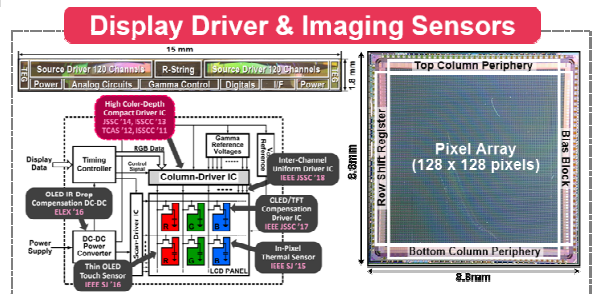 Display Driver & Imaging Sensors
15 mm
TEG
Source Driver 120 Channels
R-String
Source Driver 120 Channels
TEG
Power
Analog Circuits
Gamma Control
Digitals
I/F
Power
1.8 mm
High Color-Depth
Compact Driver IC
JSSC '14, ISSCC '13
TCAS '12, ISSCC '11
RGB Data
Gamma
Reference
Voltages
Reference
Display Data
Timing
Controller
Control
Signal
Column-Driver IC
Inter-Channel
Uniform Driver IC
IEEE JSSC '18
OLED IR Drop
Compensation DC-DC
ELEX '16
Scan-Driver IC
R
G
B
OLED/TFT
Compensation
Driver IC
IEEE JSSC '17
Power
Supply
DC-DC
Power
Converter
R
G
B
In-Pixel
Thermal Sensor
IEEE SJ '15
Thin OLED
Touch Sensor
IEEE SJ '16
LCD PANEL
Top Column Periphery
Row Shift Register
Pixel Array
(128 x 128 pixels)
Bias Block
Bottom Column Periphery
8.8mm
8.8mm